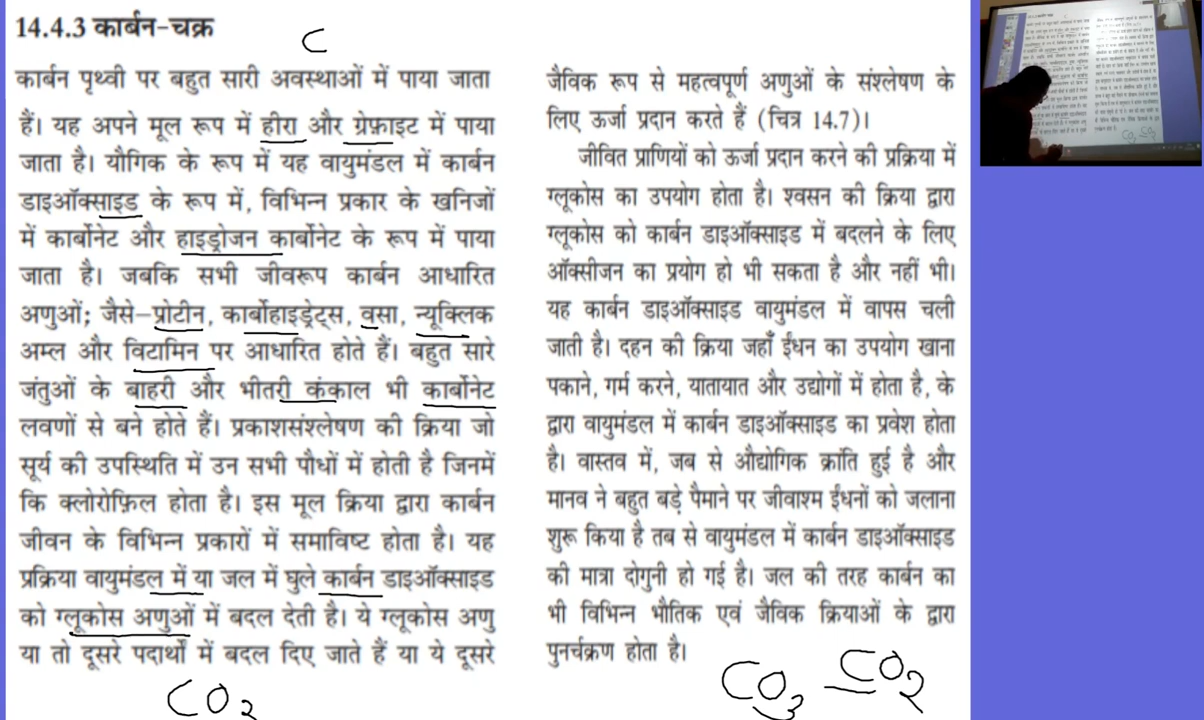 14.4.3 कार्बन-चक्र
C
कार्बन पृथ्वी पर बहुत सारी अवस्थाओं में पाया जाता
हैं। यह अपने मूल रूप में हीरा और ग्रेफ़ाइट में पाया
जाता है। यौगिक के रूप में यह वायुमंडल में कार्बन
डाइऑक्साइड के रूप में, विभिन्न प्रकार के खनिजों
में कार्बोनेट और हाइड्रोजन कार्बोनेट के रूप में पाया
जाता है। जबकि सभी जीवरूप कार्बन आधारित
अणुओं; जैसे–प्रोटीन, कार्बोहाइड्रेट्स, वसा, न्यूक्लिक
अम्ल और विटामिन पर आधारित होते हैं। बहुत सारे
जंतुओं के बाहरी और भीतरी कंकाल भी कार्बोनेट
लवणों से बने होते हैं। प्रकाशसंश्लेषण की क्रिया जो
सूर्य की उपस्थिति में उन सभी पौधों में होती है जिनमें
कि क्लोरोफ़िल होता है। इस मूल क्रिया द्वारा कार्बन
जीवन के विभिन्न प्रकारों में समाविष्ट होता है। यह
प्रक्रिया वायुमंडल में या जल में घुले कार्बन डाइऑक्साइड
को ग्लूकोस अणुओं में बदल देती है। ये ग्लूकोस अणु
या तो दूसरे पदार्थों में बदल दिए जाते हैं या ये दूसरे
CO2
जैविक रूप से महत्वपूर्ण अणुओं के संश्लेषण के
लिए ऊर्जा प्रदान करते हैं (चित्र 14.7)।
जीवित प्राणियों को ऊर्जा प्रदान करने की प्रक्रिया में
ग्लूकोस का उपयोग होता है। श्वसन की क्रिया द्वारा
ग्लूकोस को कार्बन डाइऑक्साइड में बदलने के लिए
ऑक्सीजन का प्रयोग हो भी सकता है और नहीं भी।
यह कार्बन डाइऑक्साइड वायुमंडल में वापस चली
जाती है। दहन की क्रिया जहाँ ईंधन का उपयोग खाना
पकाने, गर्म करने, यातायात और उद्योगों में होता है, के
द्वारा वायुमंडल में कार्बन डाइऑक्साइड का प्रवेश होता
है। वास्तव में, जब से औद्योगिक क्रांति हुई है और
मानव ने बहुत बड़े पैमाने पर जीवाश्म ईंधनों को जलाना
शुरू किया है तब से वायुमंडल में कार्बन डाइऑक्साइड
की मात्रा दोगुनी हो गई है। जल की तरह कार्बन का
भी विभिन्न भौतिक एवं जैविक क्रियाओं के द्वारा
पुनर्चक्रण होता है।
CO3 CO2